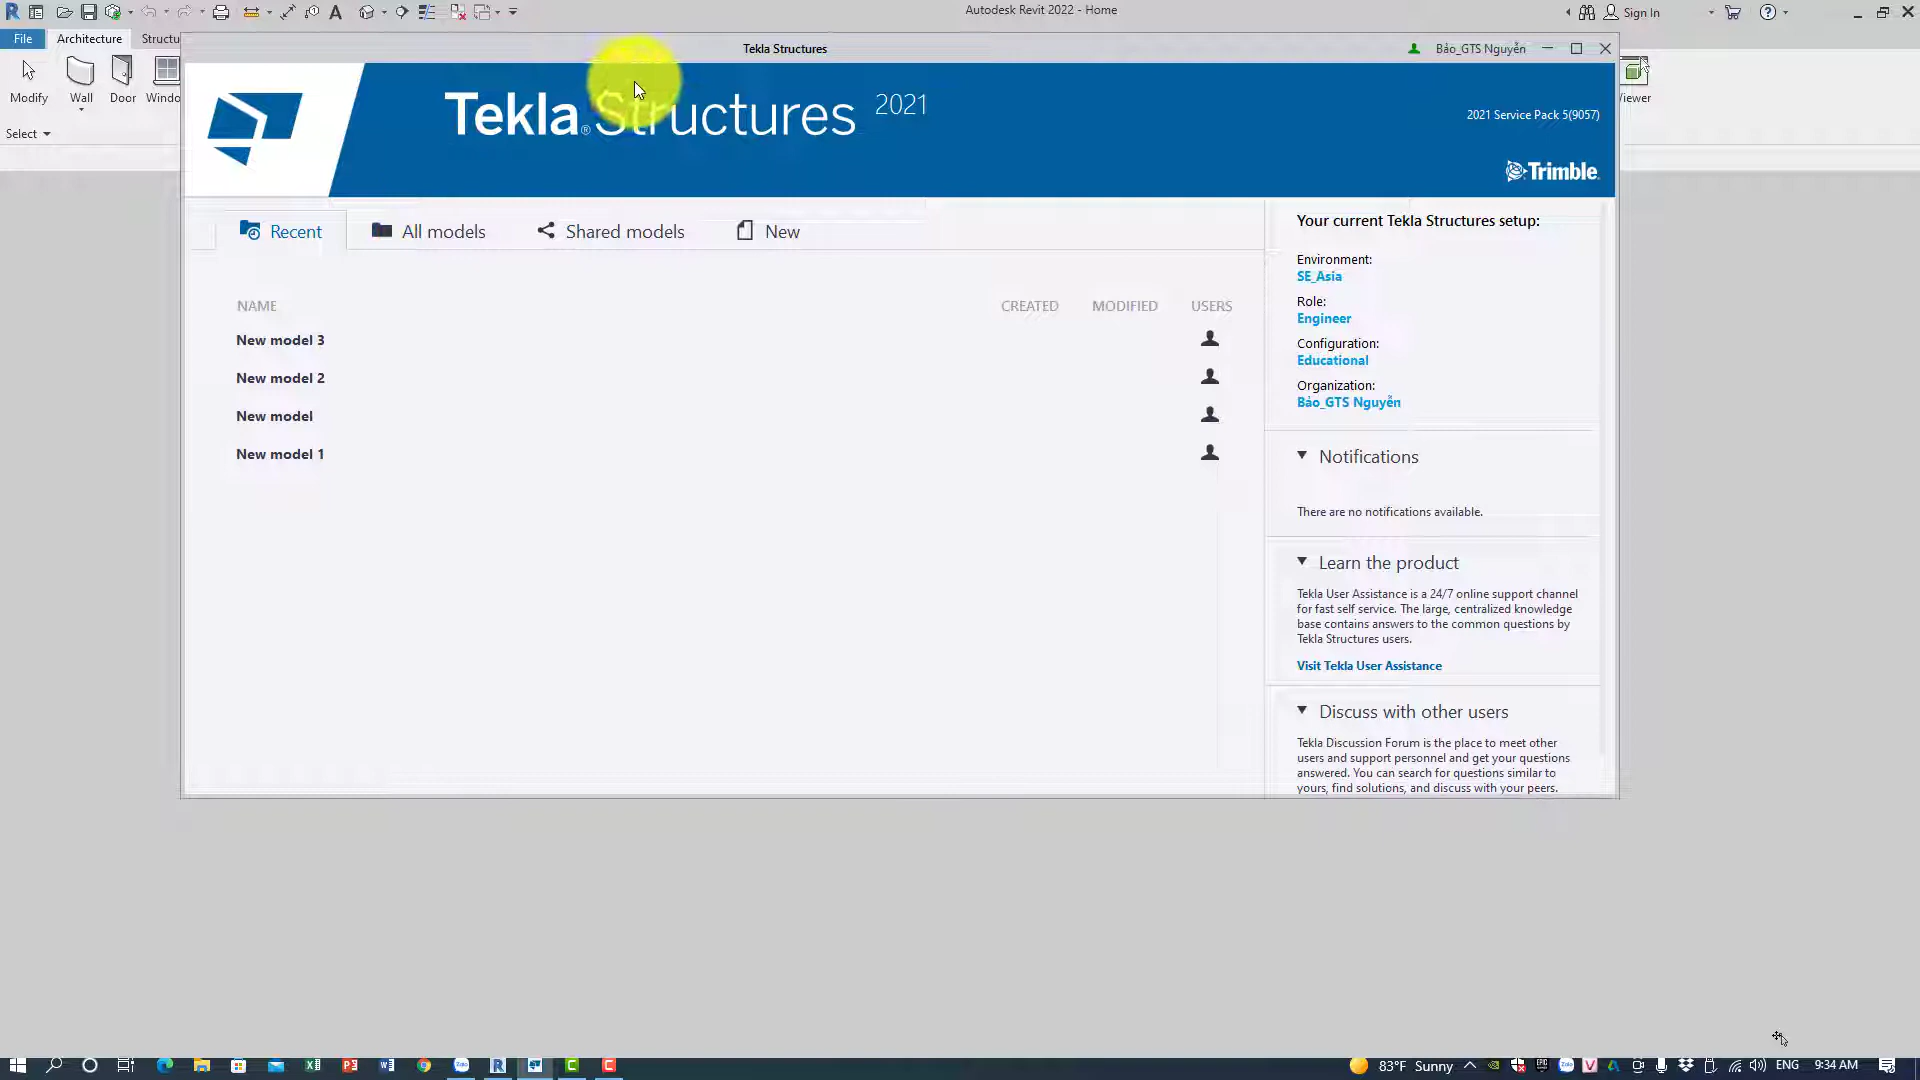 Autodesk Revit 2022 - Home
Sign In
File
Architecture
Structu
Tekla Structures
Bảo_GTS Nguyễn
Modify
Wall
Door
Windo
Viewer
Select
Tekla® Structures 2021
2021 Service Pack 5(9057)
Trimble
Recent
All models
Shared models
New
NAME
CREATED
MODIFIED
USERS
New model 3
New model 2
New model
New model 1
Your current Tekla Structures setup:
Environment:
SE_Asia
Role:
Engineer
Configuration:
Educational
Organization:
Bảo_GTS Nguyễn
Notifications
There are no notifications available.
Learn the product
Tekla User Assistance is a 24/7 online support channel
for fast self service. The large, centralized knowledge
base contains answers to the common questions by
Tekla Structures users.
Visit Tekla User Assistance
Discuss with other users
Tekla Discussion Forum is the place to meet other
users and support personnel and get your questions
answered. You can search for questions similar to
yours, find solutions, and discuss with your peers.
83°F Sunny
ENG
9:34 AM